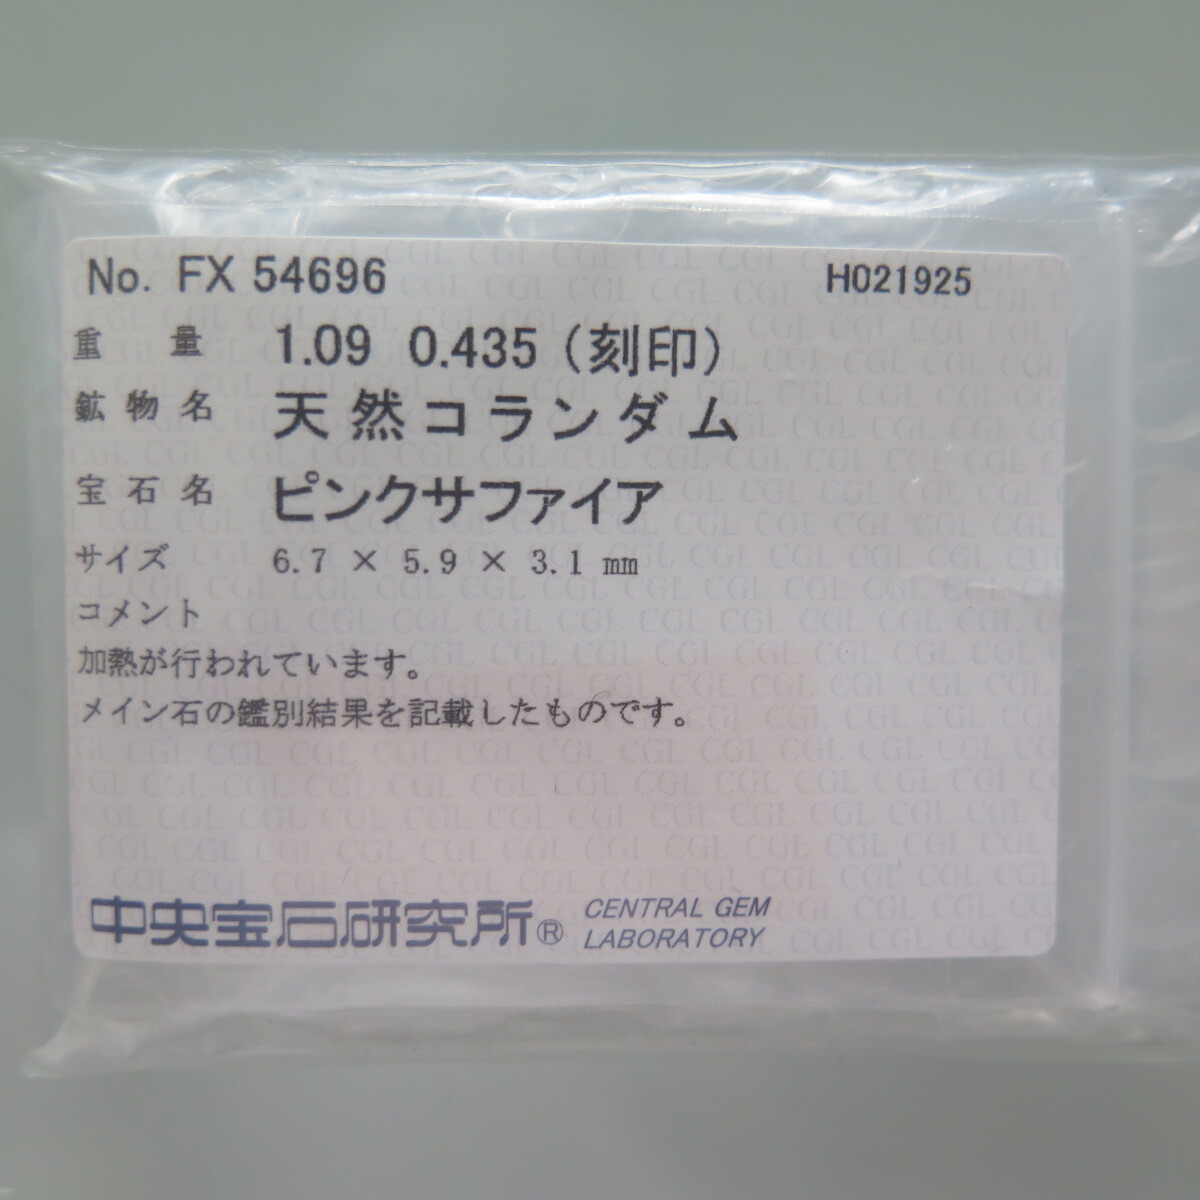 No. FX 54696 H021925
重量 1.09 0.435 (刻印)
鉱物名 天然コランダム
宝石名 ピンクサファイア
サイズ 6.7 × 5.9 × 3.1 mm
コメント
加熱が行われています。
メイン石の鑑別結果を記載したものです。
中央宝石研究所® CENTRAL GEM
LABORATORY